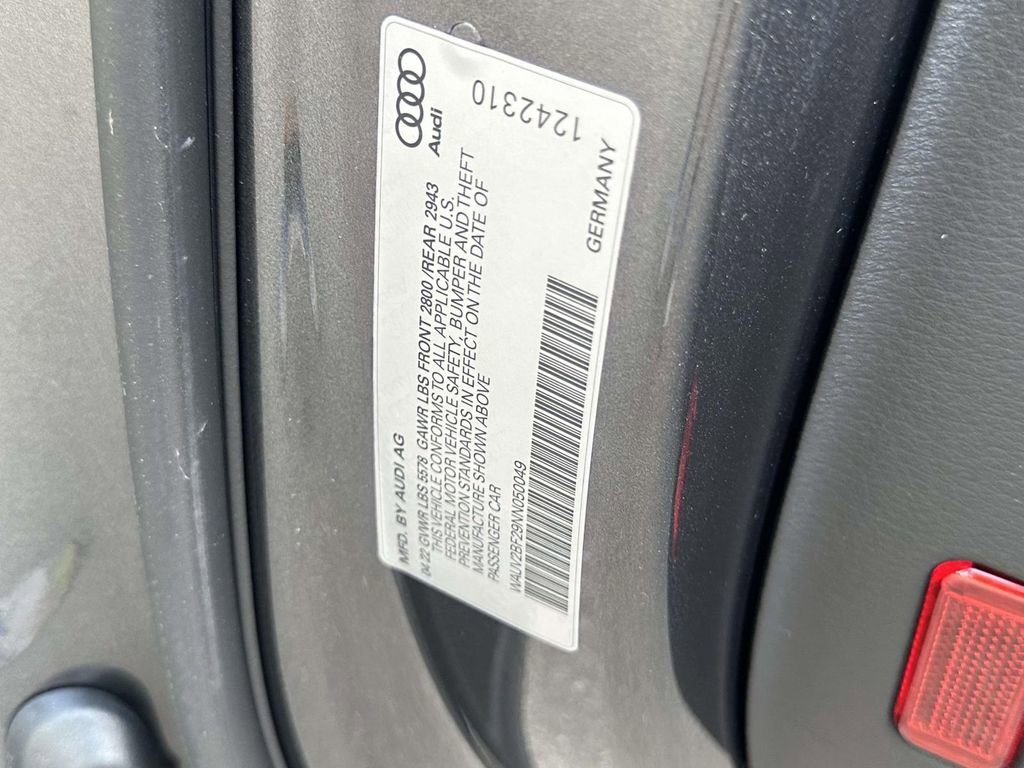 Audi
1242310
MFD. BY AUDI AG
04.22 GVWR LBS 5578 GAWR LBS FRONT 2800 /REAR 2943
THIS VEHICLE CONFORMS TO ALL APPLICABLE U.S.
FEDERAL MOTOR VEHICLE SAFETY, BUMPER AND THEFT
PREVENTION STANDARDS IN EFFECT ON THE DATE OF
MANUFACTURE SHOWN ABOVE
PASSENGER CAR
WAUV2BF29NN050049
GERMANY